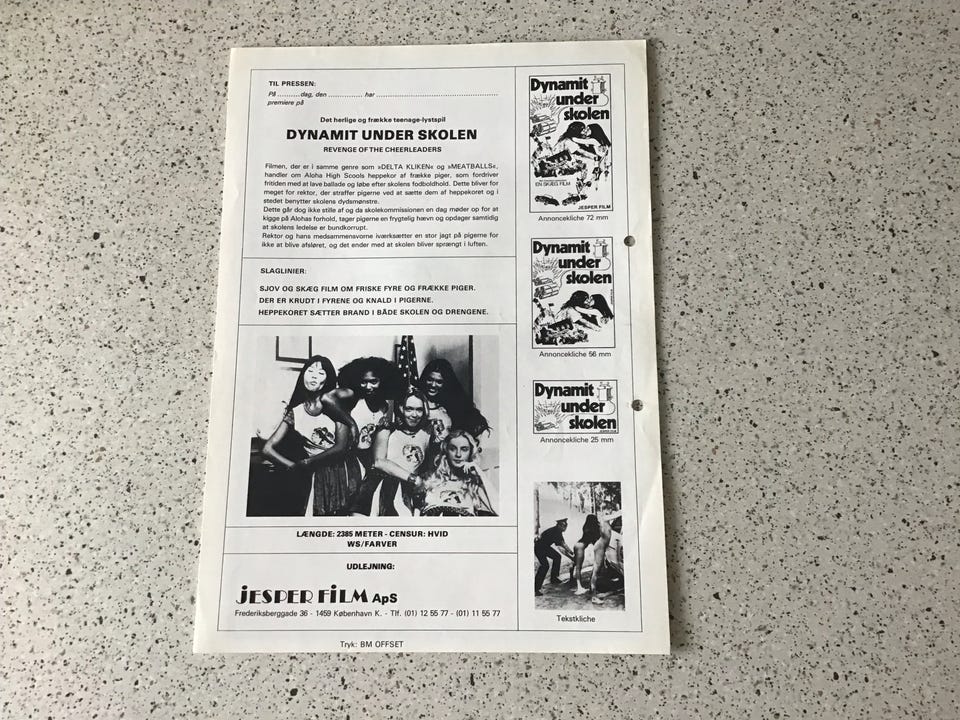 TIL PRESSEN:
På ..........dag, den .............. har ..................................................
premiere på
Det herlige og frække teenage-lystspil
DYNAMIT UNDER SKOLEN
REVENGE OF THE CHEERLEADERS
Filmen, der er i samme genre som »DELTA KLIKEN« og »MEATBALLS«,
handler om Aloha High Scools heppekor af frække piger, som fordriver
fritiden med at lave ballade og løbe efter skolens fodboldhold. Dette bliver for
meget for rektor, der straffer pigerne ved at sætte dem af heppekoret og i
stedet benytter skolens dydsmønstre.
Dette går dog ikke stille af og da skolekommissionen en dag møder op for at
kigge på Alohas forhold, tager pigerne en frygtelig hævn og opdager samtidig
at skolens ledelse er bundkorrupt.
Rektor og hans medsammensvorne iværksætter en stor jagt på pigerne for
ikke at blive afsløret, og det ender med at skolen bliver sprængt i luften.
SLAGLINIER:
SJOV OG SKÆG FILM OM FRISKE FYRE OG FRÆKKE PIGER.
DER ER KRUDT I FYRENE OG KNALD I PIGERNE.
HEPPEKORET SÆTTER BRAND I BÅDE SKOLEN OG DRENGENE.
LÆNGDE: 2385 METER - CENSUR: HVID
WS/FARVER
UDLEJNING:
JESPER FILM ApS
Frederiksberggade 36 - 1459 København K. - Tlf. (01) 12 55 77 - (01) 11 55 77
Dynamit
under
skolen
EN SKÆG FILM
JESPER FILM
Annoncekliche 72 mm
Dynamit
under
skolen
Annoncekliche 56 mm
Dynamit
under
skolen
JESPER FILM
Annoncekliche 25 mm
Tekstkliche
Tryk: BM OFFSET